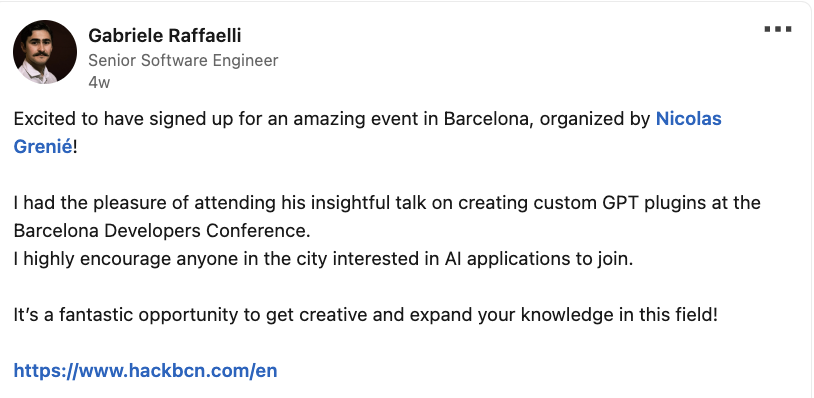 Gabriele Raffaelli
Senior Software Engineer
4w
Excited to have signed up for an amazing event in Barcelona, organized by Nicolas
Grenié!
I had the pleasure of attending his insightful talk on creating custom GPT plugins at the
Barcelona Developers Conference.
I highly encourage anyone in the city interested in AI applications to join.
It’s a fantastic opportunity to get creative and expand your knowledge in this field!
https://www.hackbcn.com/en